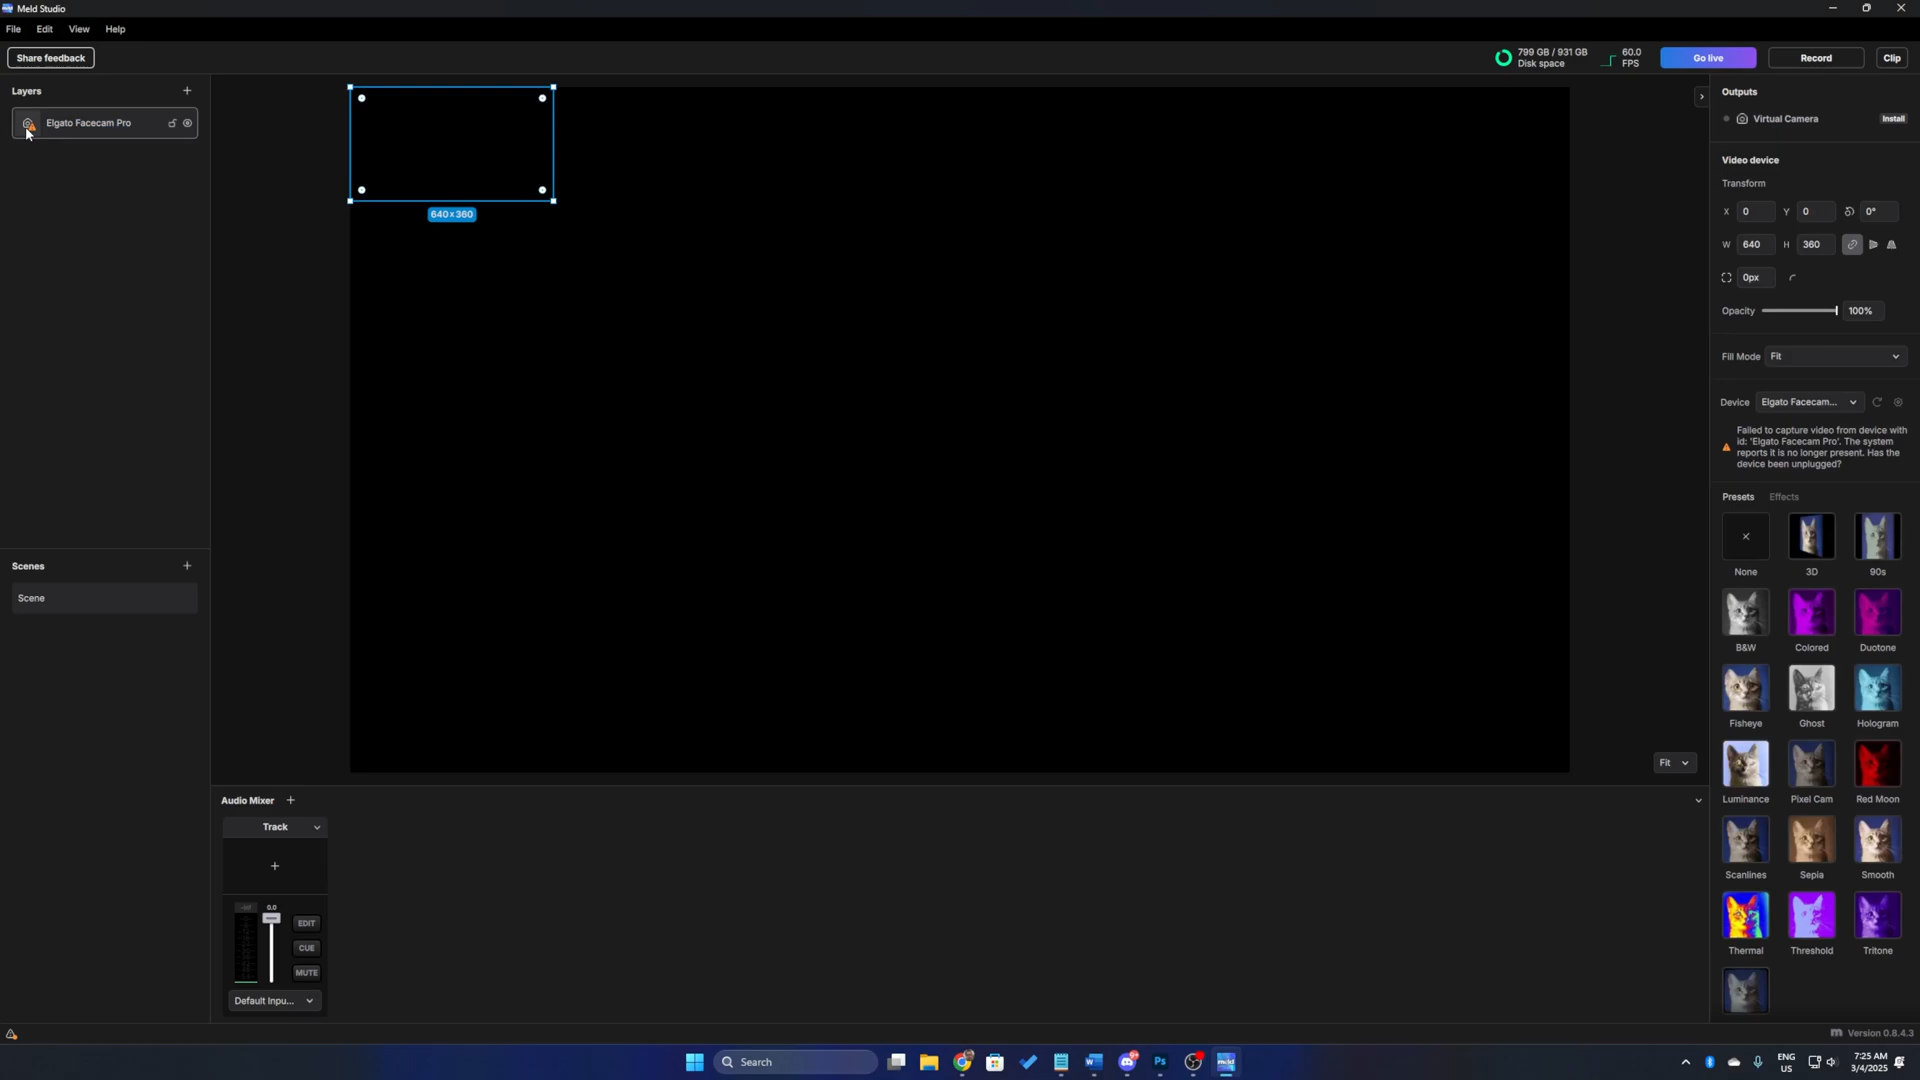 Meld Studio
File Edit View Help
Share feedback
799 GB / 931 GB
Disk space
60.0
FPS
Go live
Record
Clip
Layers
Elgato Facecam Pro
640×360
Outputs
Virtual Camera
Install
Video device
Transform
X 0 Y 0 0°
W 640 H 360
0px
Opacity 100%
Fill Mode Fit
Device Elgato Facecam...
Failed to capture video from device with
id: 'Elgato Facecam Pro'. The system
reports it is no longer present. Has the
device been unplugged?
Presets Effects
None 3D 90s
B&W Colored Duotone
Fisheye Ghost Hologram
Luminance Pixel Cam Red Moon
Scanlines Sepia Smooth
Thermal Threshold Tritone
Scenes
Scene
Fit
Audio Mixer
Track
-inf 0.0
EDIT
CUE
MUTE
Default Inpu...
Version 0.8.4.3
Search
ENG
US
7:25 AM
3/4/2025